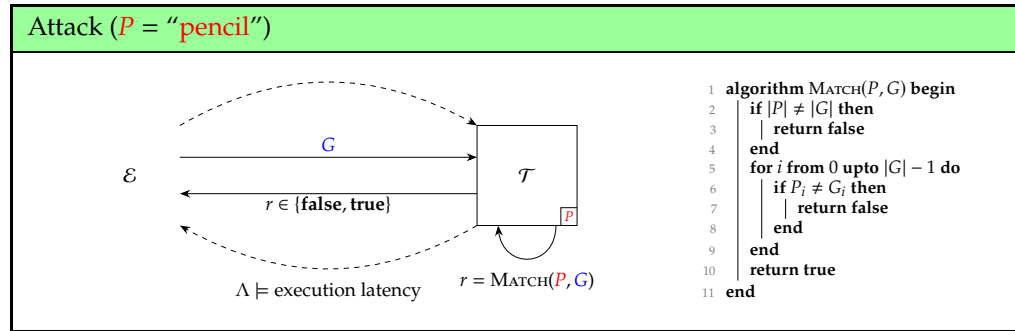 Attack (P = “pencil”)
G
ℰ
𝒯
r ∈ {false, true}
P
r = Match(P, G)
Λ ⊨ execution latency
1 algorithm Match(P, G) begin
2 if |P| ≠ |G| then
3 return false
4 end
5 for i from 0 upto |G| − 1 do
6 if Pᵢ ≠ Gᵢ then
7 return false
8 end
9 end
10 return true
11 end